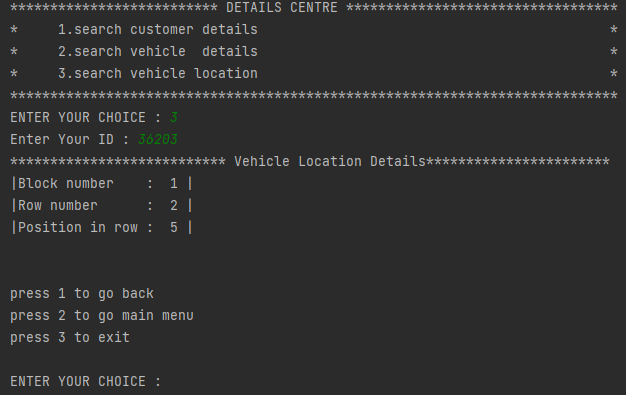 ************************** DETAILS CENTRE **********************************
*     1.search customer details                                            *
*     2.search vehicle  details                                            *
*     3.search vehicle location                                            *
****************************************************************************
ENTER YOUR CHOICE : 3
Enter Your ID : 36203
*************************** Vehicle Location Details***********************
|Block number    :  1 |
|Row number      :  2 |
|Position in row :  5 |
press 1 to go back
press 2 to go main menu
press 3 to exit
ENTER YOUR CHOICE :